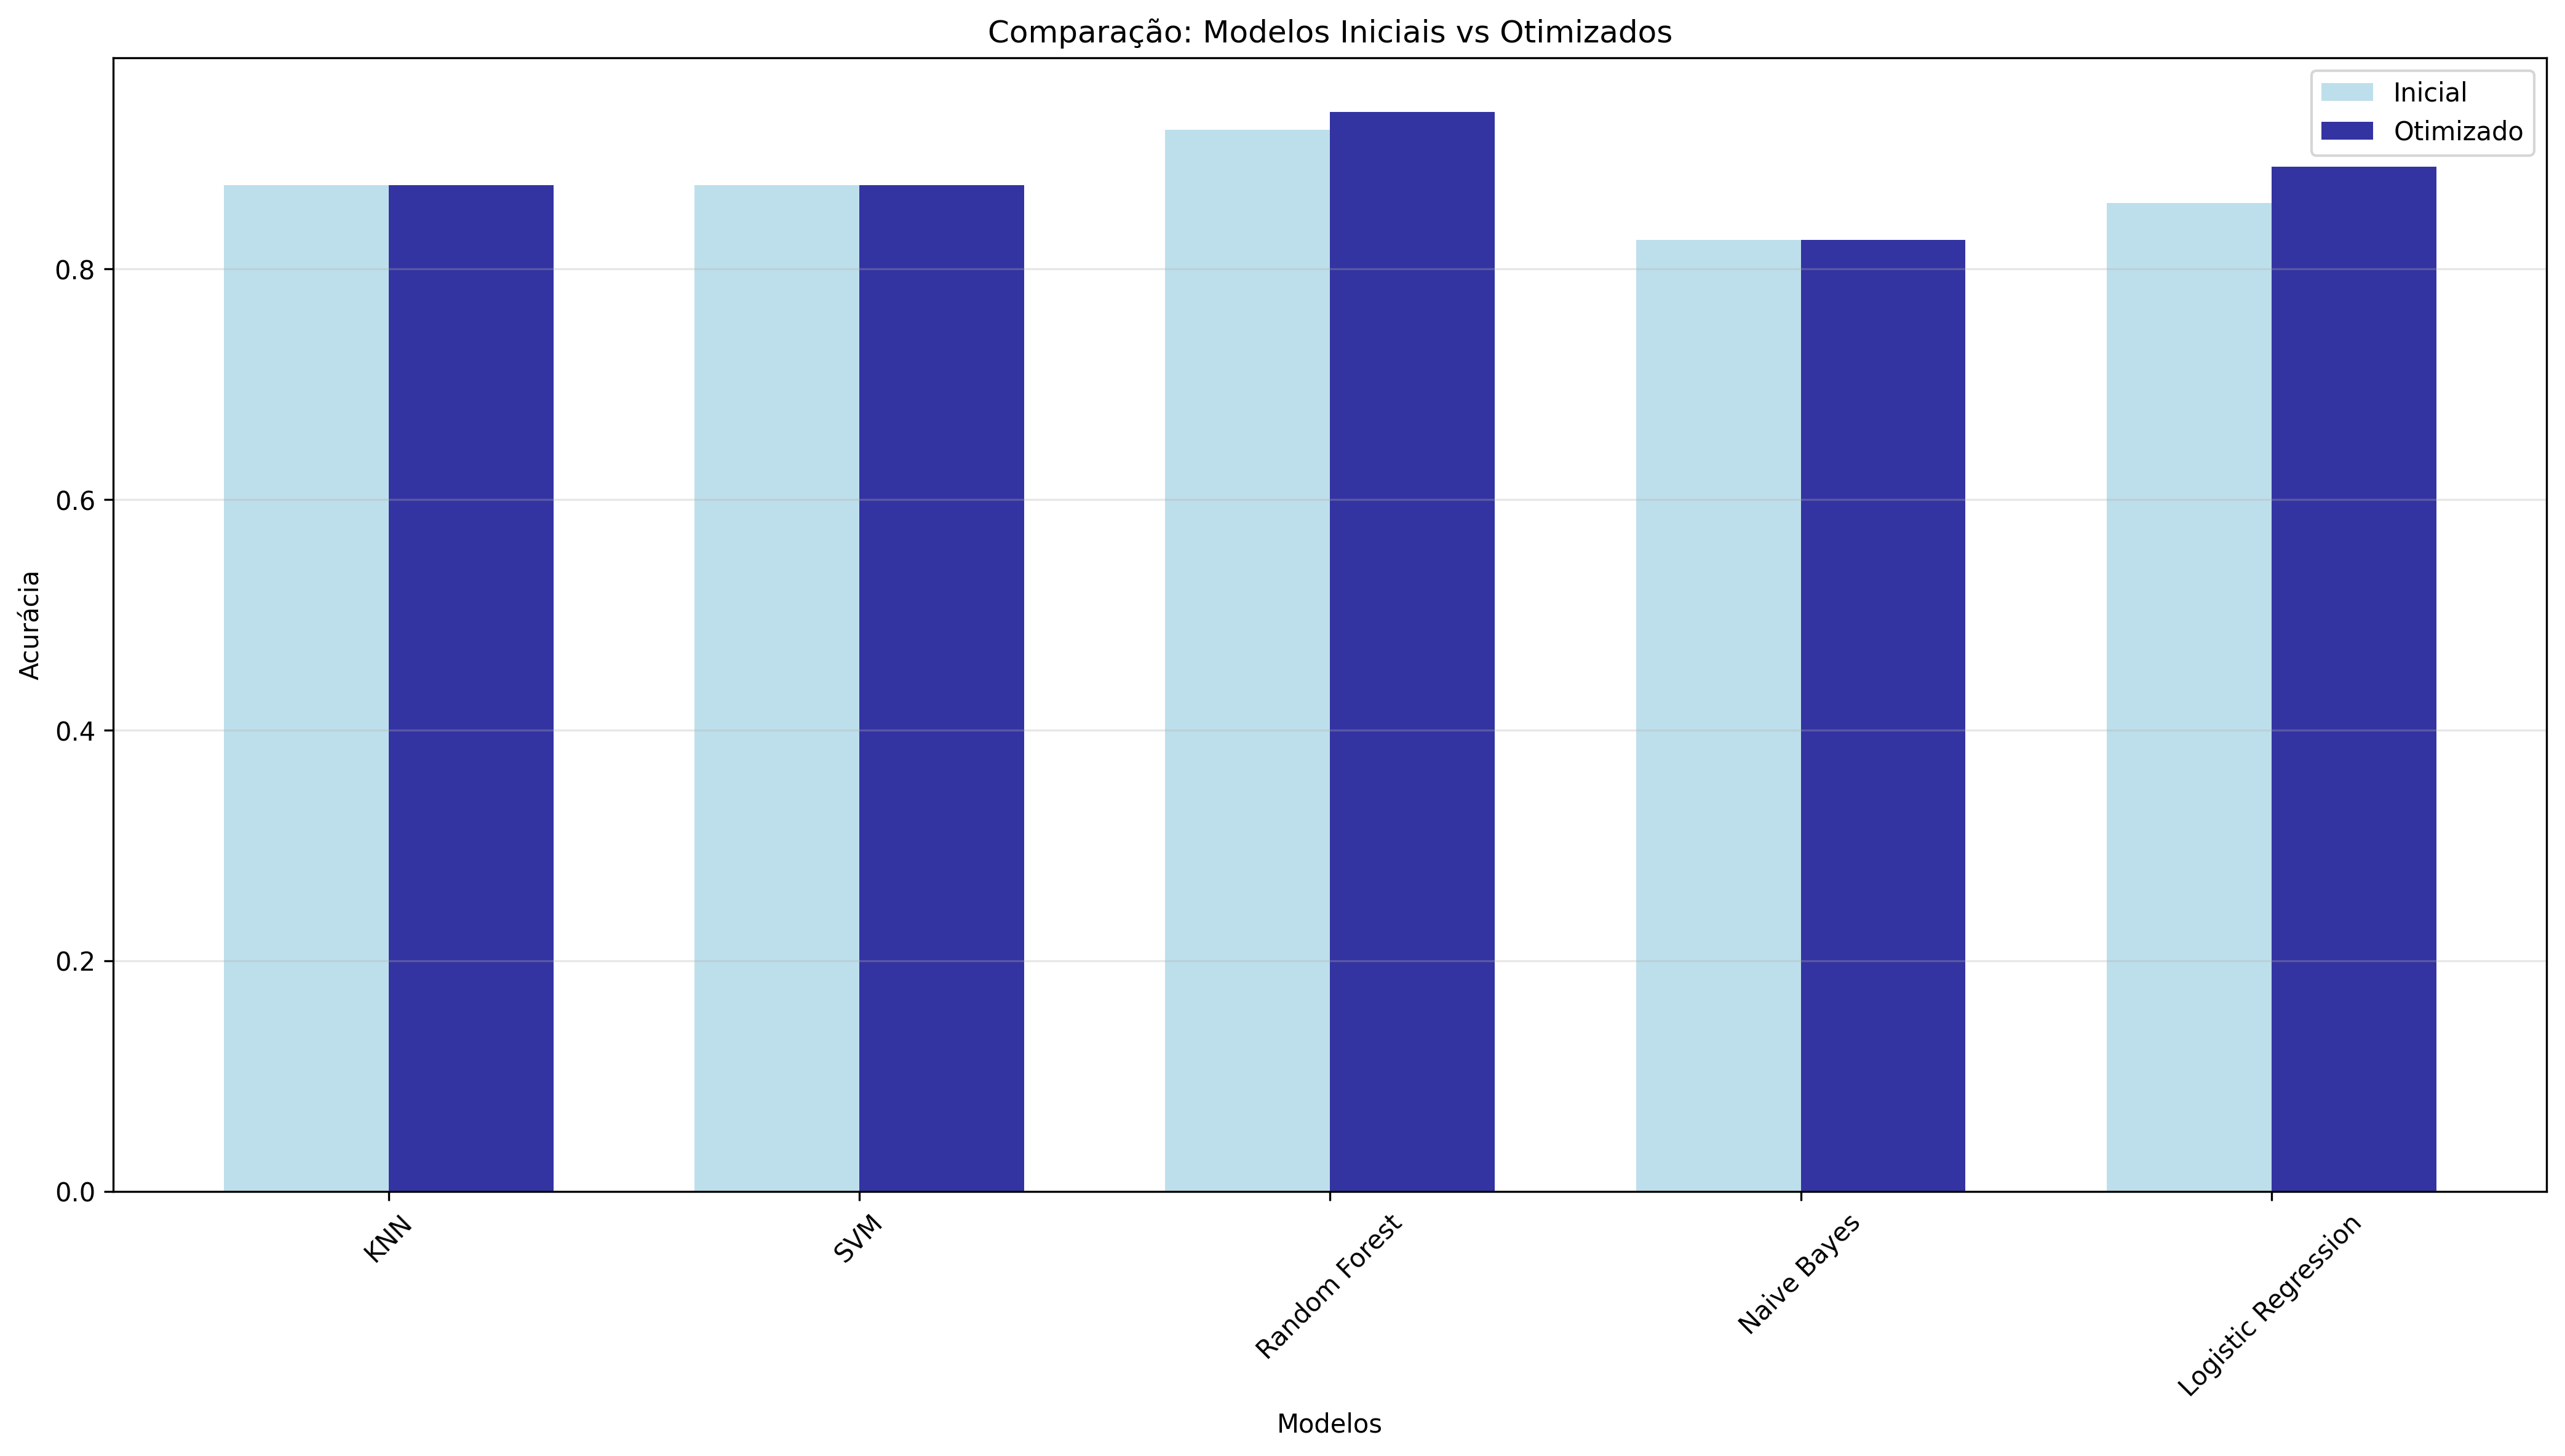 Comparação: Modelos Iniciais vs Otimizados
Inicial
Otimizado
0.8
0.6
0.4
0.2
0.0
Acurácia
KNN
SVM
Random Forest
Naive Bayes
Logistic Regression
Modelos